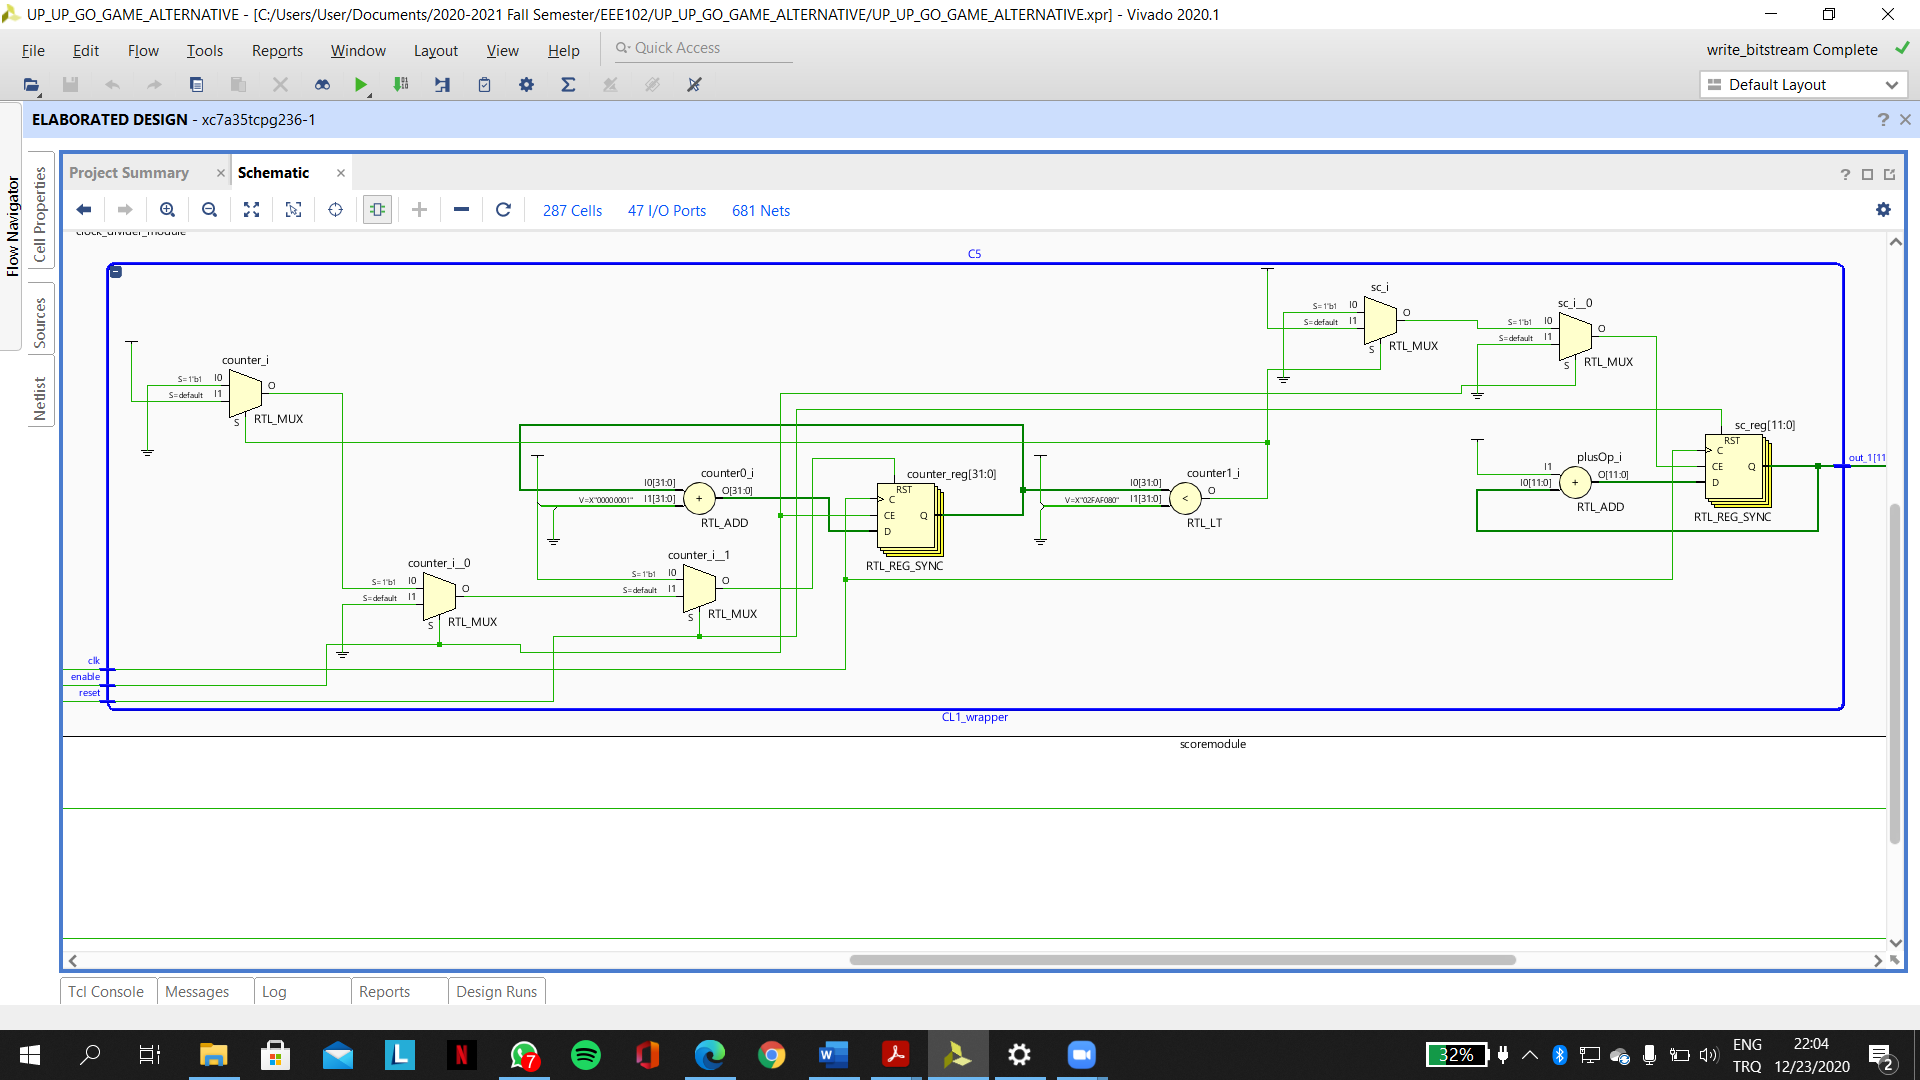 UP_UP_GO_GAME_ALTERNATIVE - [C:/Users/User/Documents/2020-2021 Fall Semester/EEE102/UP_UP_GO_GAME_ALTERNATIVE/UP_UP_GO_GAME_ALTERNATIVE.xpr] - Vivado 2020.1
File Edit Flow Tools Reports Window Layout View Help Quick Access
write_bitstream Complete
Default Layout
ELABORATED DESIGN - xc7a35tcpg236-1
Flow Navigator
Cell Properties
Sources
Netlist
Project Summary
Schematic
287 Cells 47 I/O Ports 681 Nets
clock_divider_module
C5
sc_i
S=1'b1 I0
S=default I1
O
S
RTL_MUX
sc_i__0
S=1'b1 I0
S=default I1
O
S
RTL_MUX
counter_i
S=1'b1 I0
S=default I1
O
S
RTL_MUX
counter0_i
I0[31:0]
V=X"00000001" I1[31:0]
O[31:0]
+
RTL_ADD
counter_reg[31:0]
RST
C
CE
D
Q
RTL_REG_SYNC
counter1_i
I0[31:0]
V=X"02FAF080" I1[31:0]
O
<
RTL_LT
plusOp_i
I1
I0[11:0]
O[11:0]
+
RTL_ADD
sc_reg[11:0]
RST
C
CE
D
Q
RTL_REG_SYNC
out_1[11
counter_i__0
S=1'b1 I0
S=default I1
O
S
RTL_MUX
counter_i__1
S=1'b1 I0
S=default I1
O
S
RTL_MUX
clk
enable
reset
CL1_wrapper
scoremodule
Tcl Console Messages Log Reports Design Runs
7
32%
ENG
TRQ
22:04
12/23/2020
2